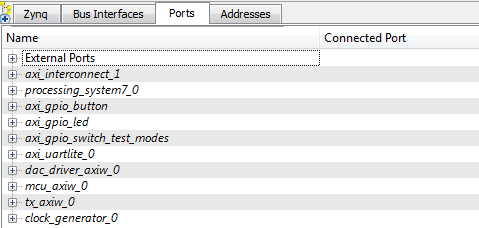 Zynq Bus Interfaces Ports Addresses
Name Connected Port
External Ports
axi_interconnect_1
processing_system7_0
axi_gpio_button
axi_gpio_led
axi_gpio_switch_test_modes
axi_uartlite_0
dac_driver_axiw_0
mcu_axiw_0
tx_axiw_0
clock_generator_0